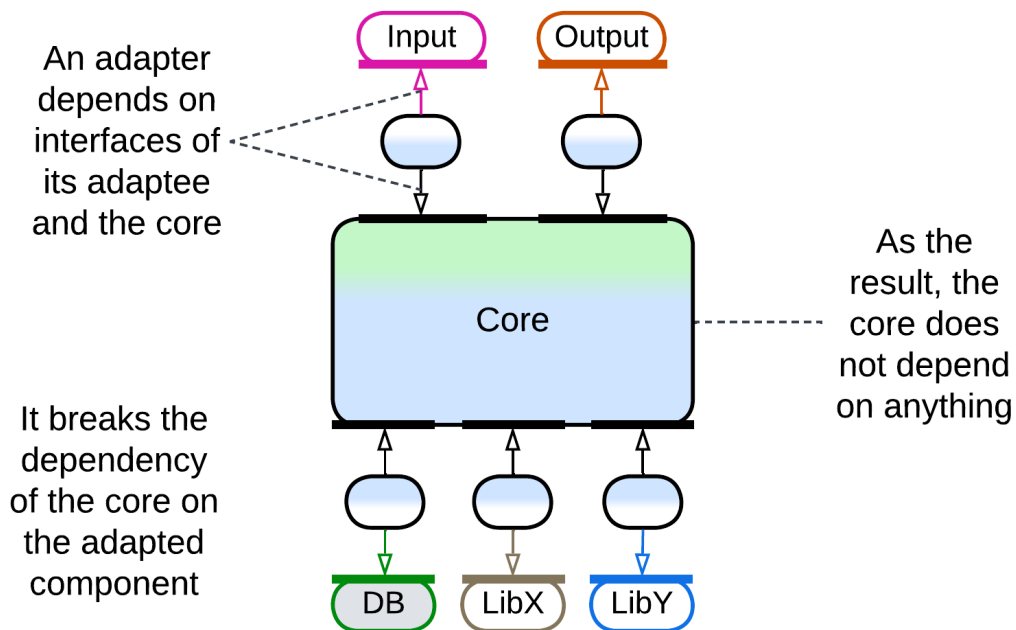 Input
Output
An adapter
depends on
interfaces of
its adaptee
and the core
Core
As the
result, the
core does
not depend
on anything
It breaks the
dependency
of the core on
the adapted
component
DB
LibX
LibY